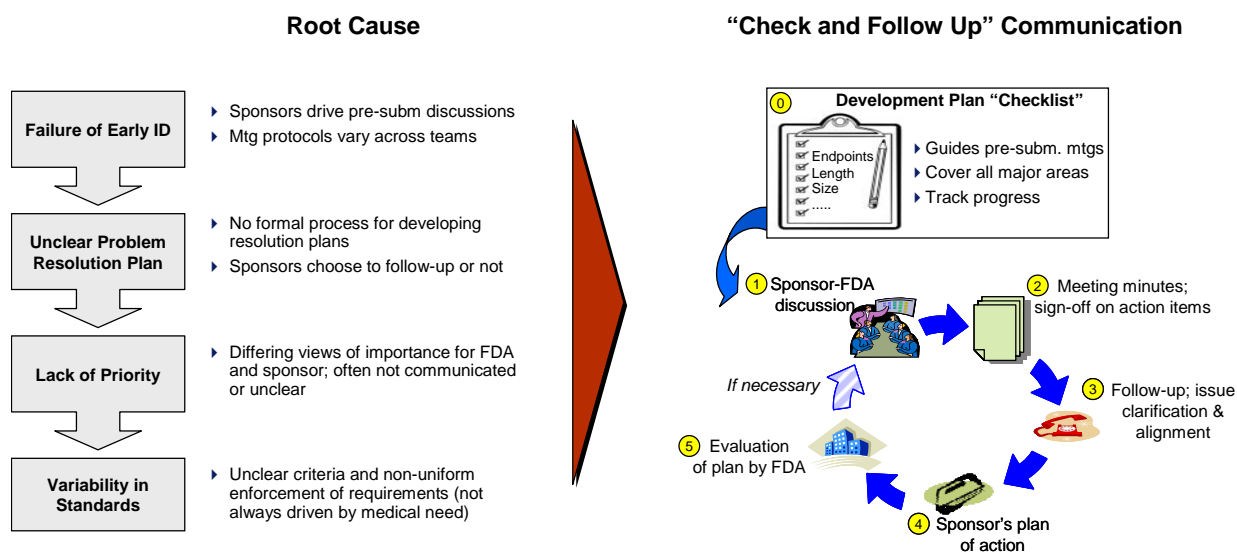 Root Cause
Failure of Early ID
Sponsors drive pre-subm discussions
Mtg protocols vary across teams
Unclear Problem
Resolution Plan
No formal process for developing
resolution plans
Sponsors choose to follow-up or not
Lack of Priority
Differing views of importance for FDA
and sponsor; often not communicated
or unclear
Variability in
Standards
Unclear criteria and non-uniform
enforcement of requirements (not
always driven by medical need)
“Check and Follow Up” Communication
0
Development Plan “Checklist”
Endpoints
Length
Size
.....
Guides pre-subm. mtgs
Cover all major areas
Track progress
1 Sponsor-FDA
discussion
2 Meeting minutes;
sign-off on action items
3 Follow-up; issue
clarification &
alignment
4 Sponsor's plan
of action
5 Evaluation
of plan by FDA
If necessary